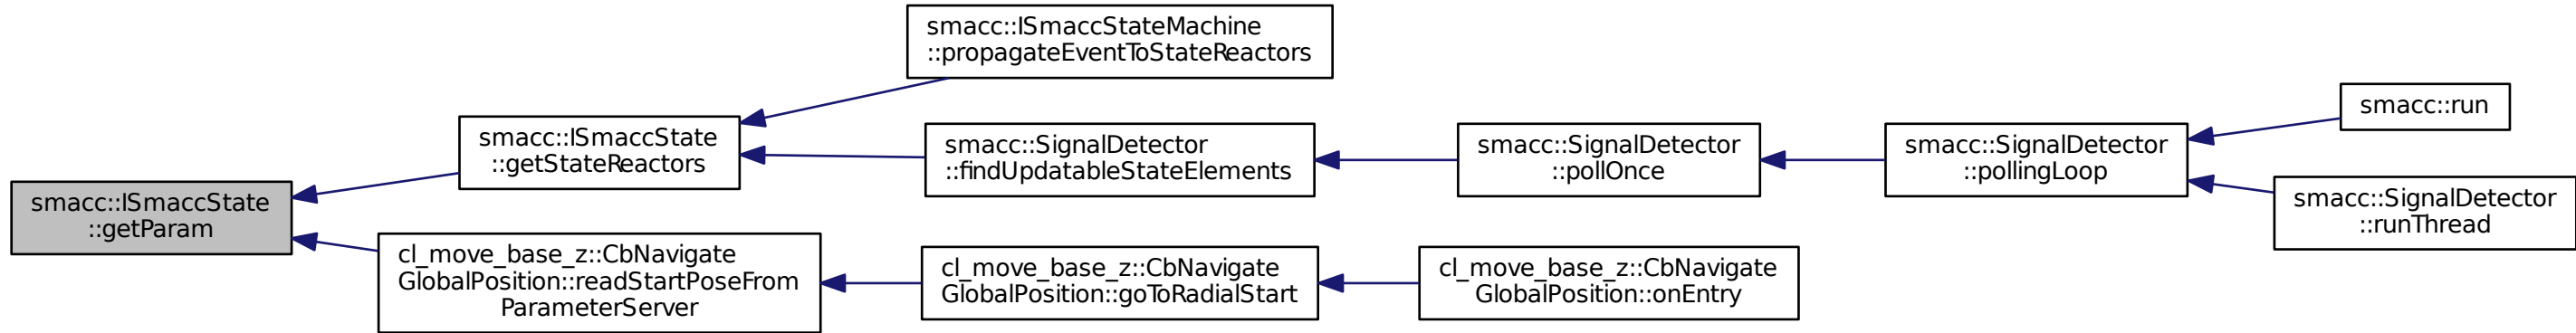 smacc::ISmaccStateMachine
::propagateEventToStateReactors
smacc::run
smacc::ISmaccState
::getStateReactors
smacc::SignalDetector
::findUpdatableStateElements
smacc::SignalDetector
::pollOnce
smacc::SignalDetector
::pollingLoop
smacc::ISmaccState
::getParam
smacc::SignalDetector
::runThread
cl_move_base_z::CbNavigate
GlobalPosition::readStartPoseFrom
ParameterServer
cl_move_base_z::CbNavigate
GlobalPosition::goToRadialStart
cl_move_base_z::CbNavigate
GlobalPosition::onEntry